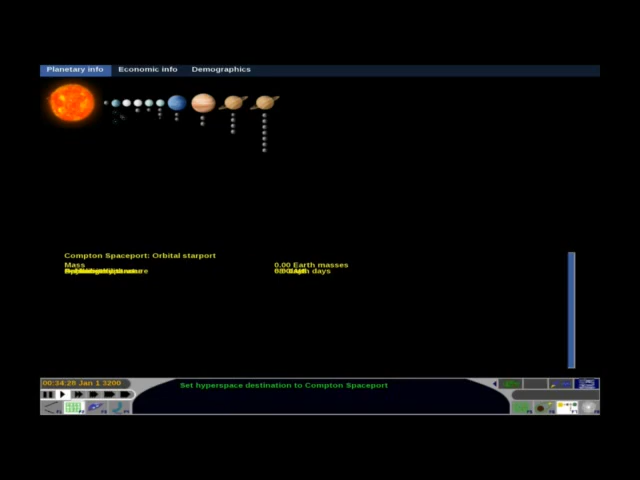 Planetary info Economic info Demographics
Compton Spaceport: Orbital starport
Mass 0.00 Earth masses
days
00:34:28 Jan 1 3200
Set hyperspace destination to Compton Spaceport